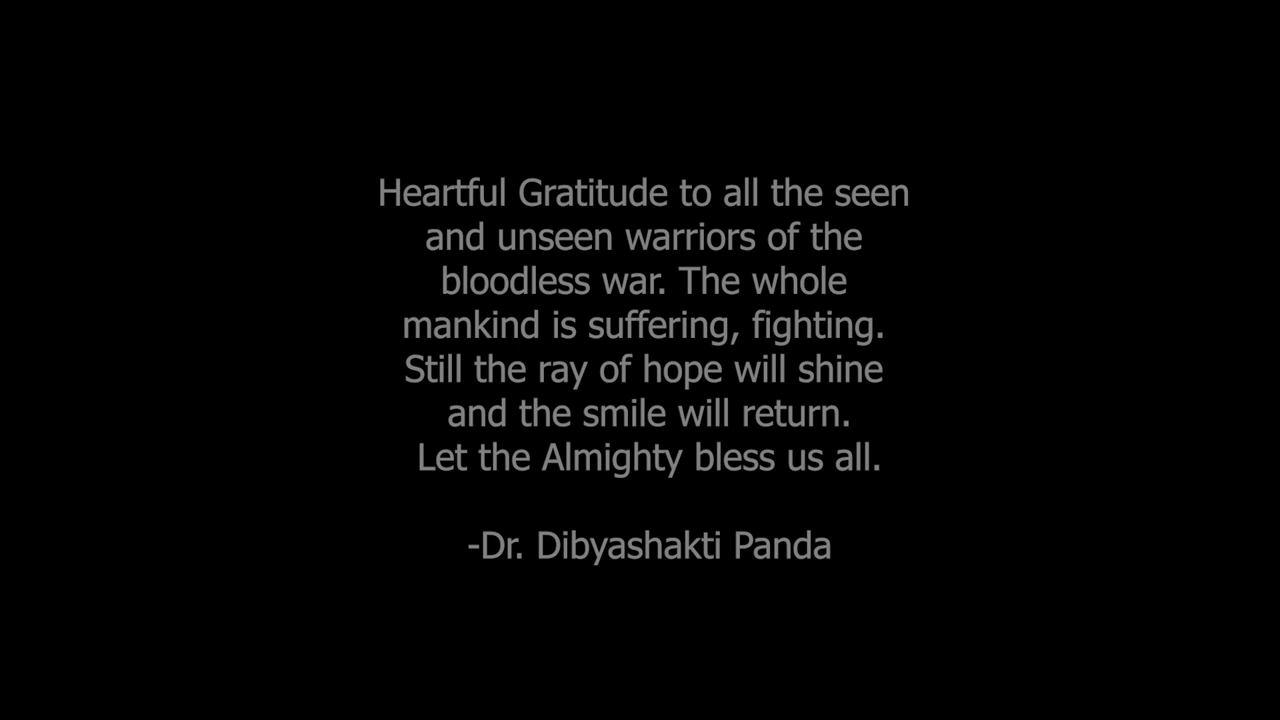 Heartful Gratitude to all the seen
and unseen warriors of the
bloodless war. The whole
mankind is suffering, fighting.
Still the ray of hope will shine
and the smile will return.
Let the Almighty bless us all.
-Dr. Dibyashakti Panda